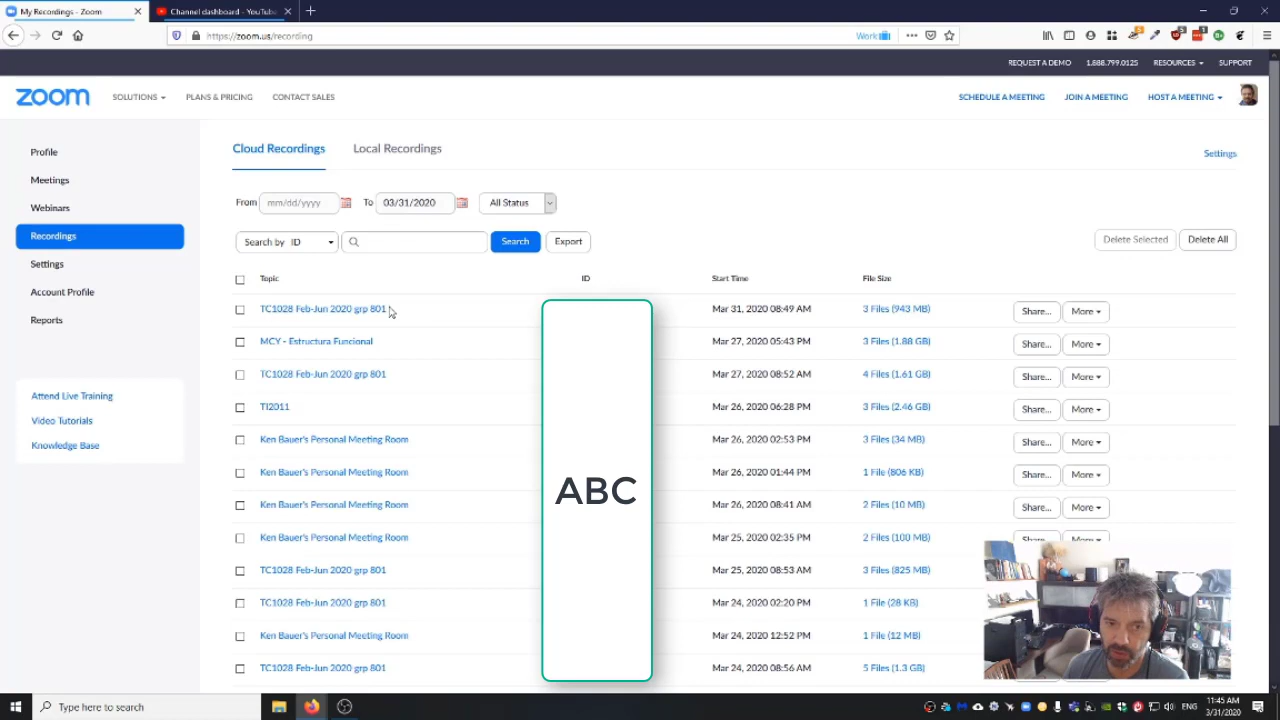 My Recordings - Zoom
Channel dashboard - YouTube
https://zoom.us/recording
Work
REQUEST A DEMO 1.888.799.0125 RESOURCES SUPPORT
zoom SOLUTIONS PLANS & PRICING CONTACT SALES SCHEDULE A MEETING JOIN A MEETING HOST A MEETING
Profile
Meetings
Webinars
Recordings
Settings
Account Profile
Reports
Attend Live Training
Video Tutorials
Knowledge Base
Cloud Recordings Local Recordings Settings
From mm/dd/yyyy To 03/31/2020 All Status
Search by ID Search Export Delete Selected Delete All
Topic ID Start Time File Size
TC1028 Feb-Jun 2020 grp 801 Mar 31, 2020 08:49 AM 3 Files (943 MB) Share... More
MCY - Estructura Funcional Mar 27, 2020 05:43 PM 3 Files (1.88 GB) Share... More
TC1028 Feb-Jun 2020 grp 801 Mar 27, 2020 08:52 AM 4 Files (1.61 GB) Share... More
TI2011 Mar 26, 2020 06:28 PM 3 Files (2.46 GB) Share... More
Ken Bauer's Personal Meeting Room Mar 26, 2020 02:53 PM 3 Files (34 MB) Share... More
Ken Bauer's Personal Meeting Room Mar 26, 2020 01:44 PM 1 File (806 KB) Share... More
Ken Bauer's Personal Meeting Room Mar 26, 2020 08:41 AM 2 Files (10 MB) Share... More
Ken Bauer's Personal Meeting Room Mar 25, 2020 02:35 PM 2 Files (100 MB) Share... More
TC1028 Feb-Jun 2020 grp 801 Mar 25, 2020 08:53 AM 3 Files (825 MB)
TC1028 Feb-Jun 2020 grp 801 Mar 24, 2020 02:20 PM 1 File (28 KB)
Ken Bauer's Personal Meeting Room Mar 24, 2020 12:52 PM 1 File (12 MB)
TC1028 Feb-Jun 2020 grp 801 Mar 24, 2020 08:56 AM 5 Files (1.3 GB)
ABC
Type here to search
ENG
11:45 AM
3/31/2020